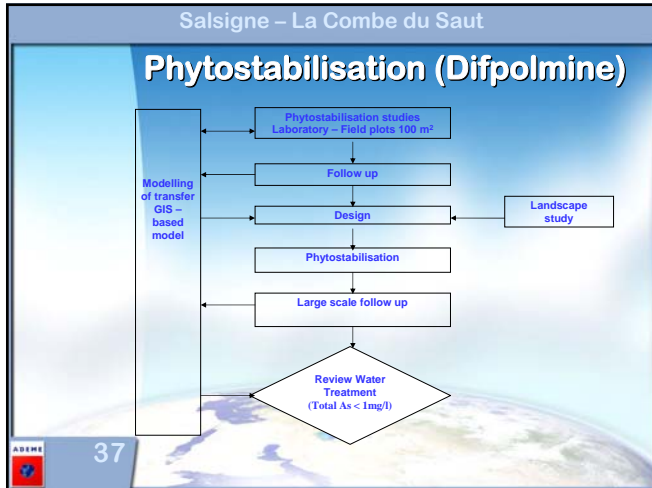 Salsigne – La Combe du Saut
Phytostabilisation (Difpolmine)
Phytostabilisation studies
Laboratory – Field plots 100 m²
Follow up
Modelling
of transfer
GIS –
based
model
Design
Landscape
study
Phytostabilisation
Large scale follow up
Review Water
Treatment
(Total As < 1mg/l)
ADEME
37